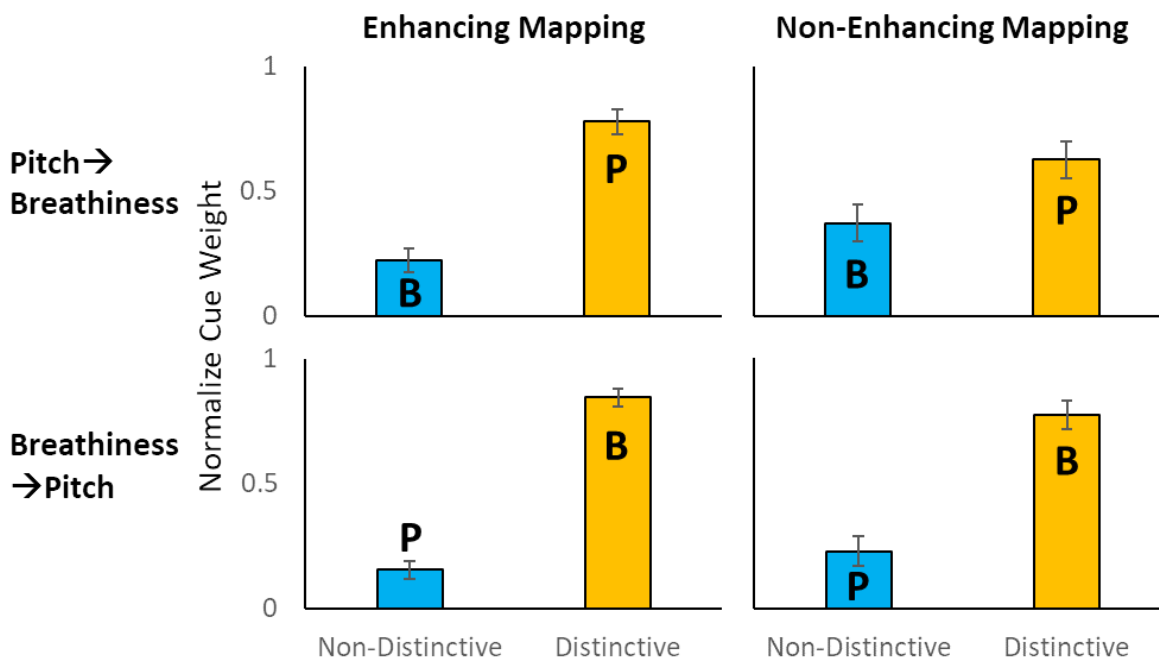 Enhancing Mapping
Non-Enhancing Mapping
Pitch→
Breathiness
Normalize Cue Weight
1
0.5
0
B
P
B
P
Breathiness
→Pitch
1
0.5
0
P
B
P
B
Non-Distinctive
Distinctive
Non-Distinctive
Distinctive